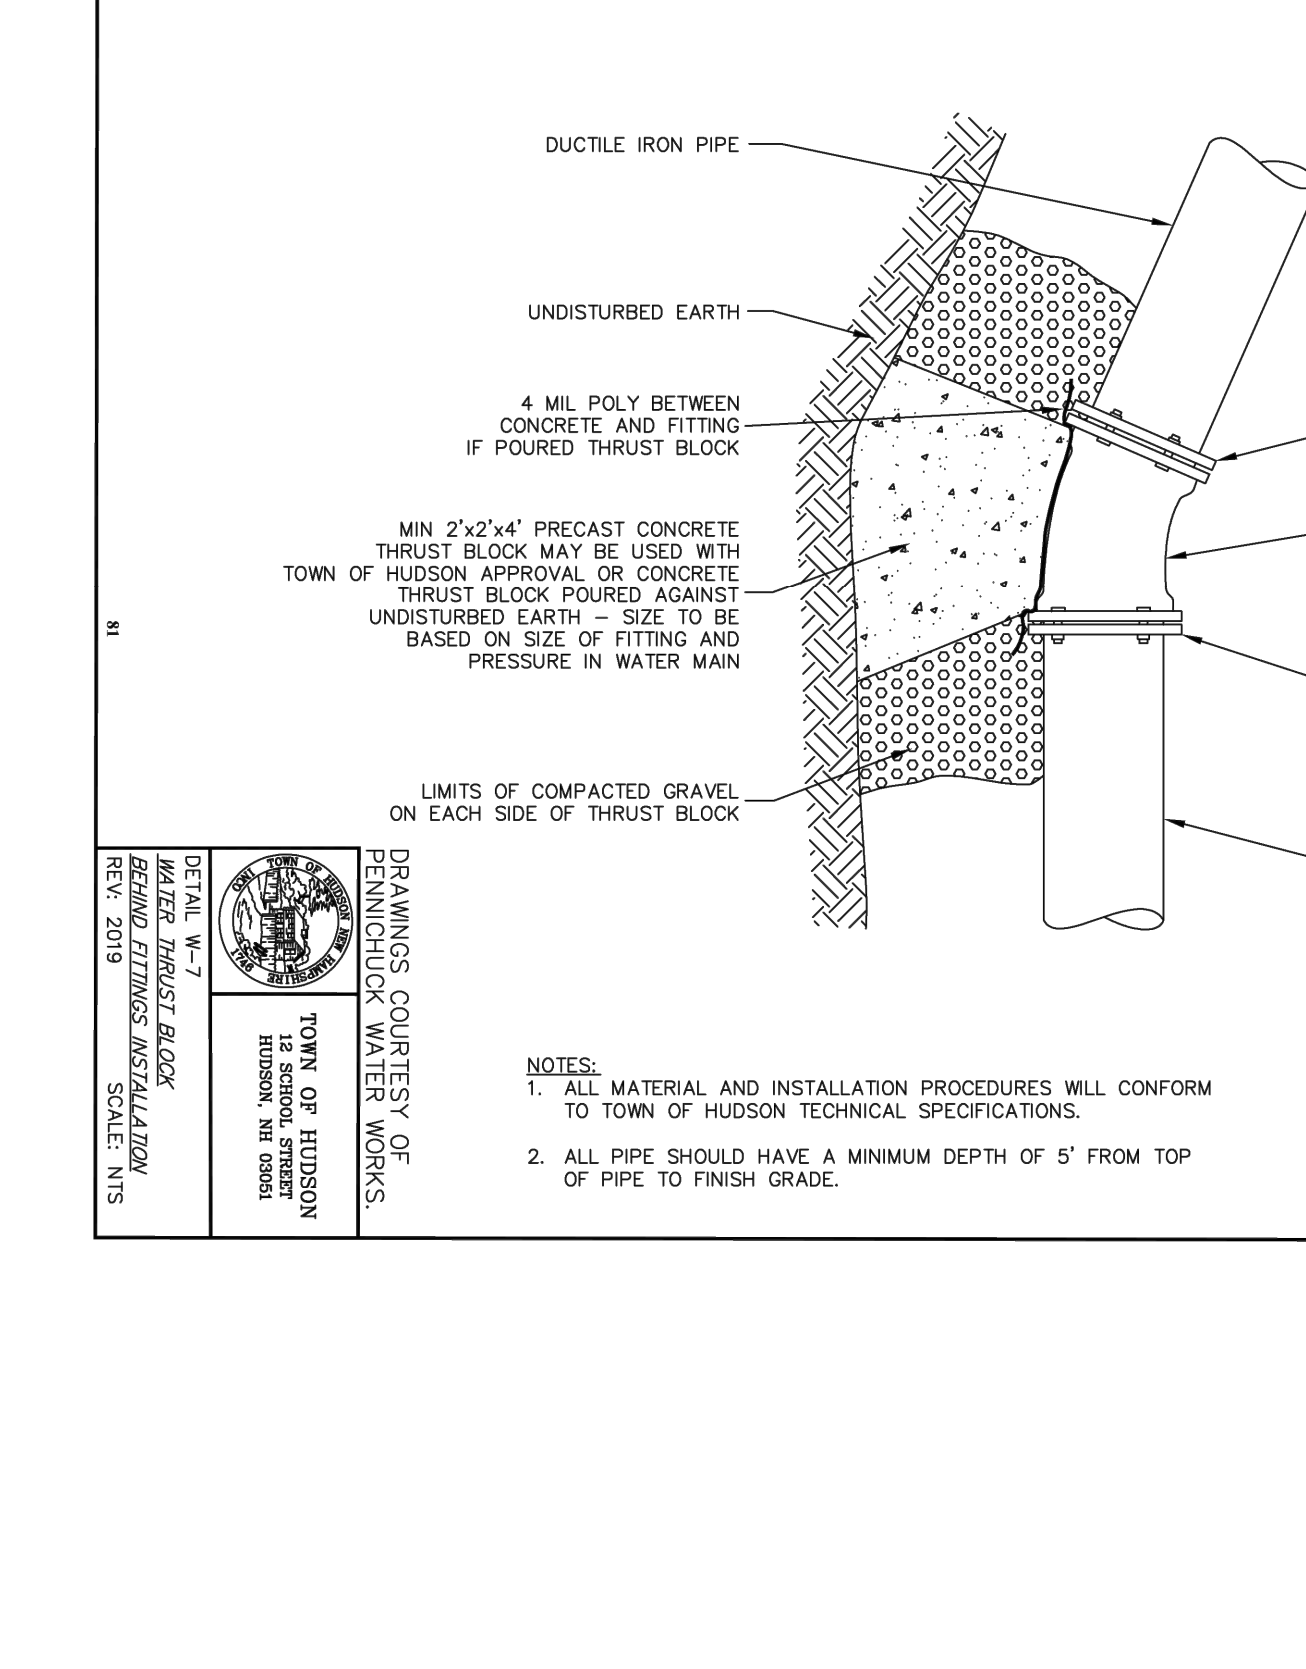 DUCTILE IRON PIPE
UNDISTURBED EARTH
4 MIL POLY BETWEEN
CONCRETE AND FITTING
IF POURED THRUST BLOCK
MIN 2'x2'x4' PRECAST CONCRETE
THRUST BLOCK MAY BE USED WITH
TOWN OF HUDSON APPROVAL OR CONCRETE
THRUST BLOCK POURED AGAINST
UNDISTURBED EARTH – SIZE TO BE
BASED ON SIZE OF FITTING AND
PRESSURE IN WATER MAIN
LIMITS OF COMPACTED GRAVEL
ON EACH SIDE OF THRUST BLOCK
NOTES:
1. ALL MATERIAL AND INSTALLATION PROCEDURES WILL CONFORM
TO TOWN OF HUDSON TECHNICAL SPECIFICATIONS.
2. ALL PIPE SHOULD HAVE A MINIMUM DEPTH OF 5' FROM TOP
OF PIPE TO FINISH GRADE.
DRAWINGS COURTESY OF
PENNICHUCK WATER WORKS.
TOWN OF HUDSON NEW HAMPSHIRE
1746
TOWN OF HUDSON
12 SCHOOL STREET
HUDSON, NH 03051
DETAIL W–7
WATER THRUST BLOCK
BEHIND FITTINGS INSTALLATION
REV: 2019 SCALE: NTS
81